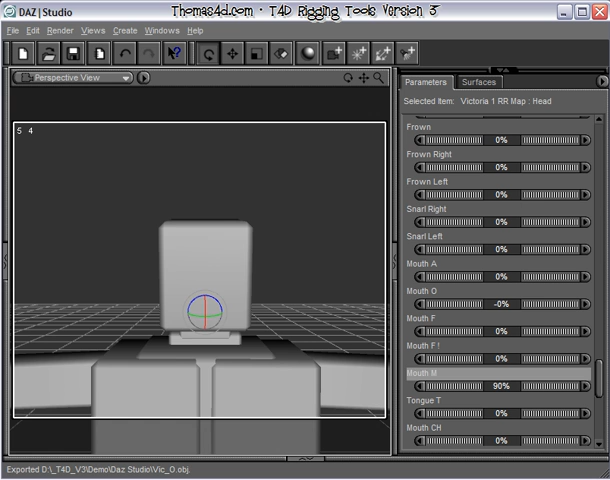 DAZ|Studio
Thomas4d.com · T4D Rigging Tools Version 3
File Edit Render Views Create Windows Help
Perspective View
Parameters Surfaces
Selected Item: Victoria 1 RR Map : Head
5 4
Frown
0%
Frown Right
0%
Frown Left
0%
Snarl Right
0%
Snarl Left
0%
Mouth A
0%
Mouth O
-0%
Mouth F
0%
Mouth F !
0%
Mouth M
90%
Tongue T
0%
Mouth CH
0%
Exported D:\_T4D_V3\Demo\Daz Studio\Vic_O.obj.